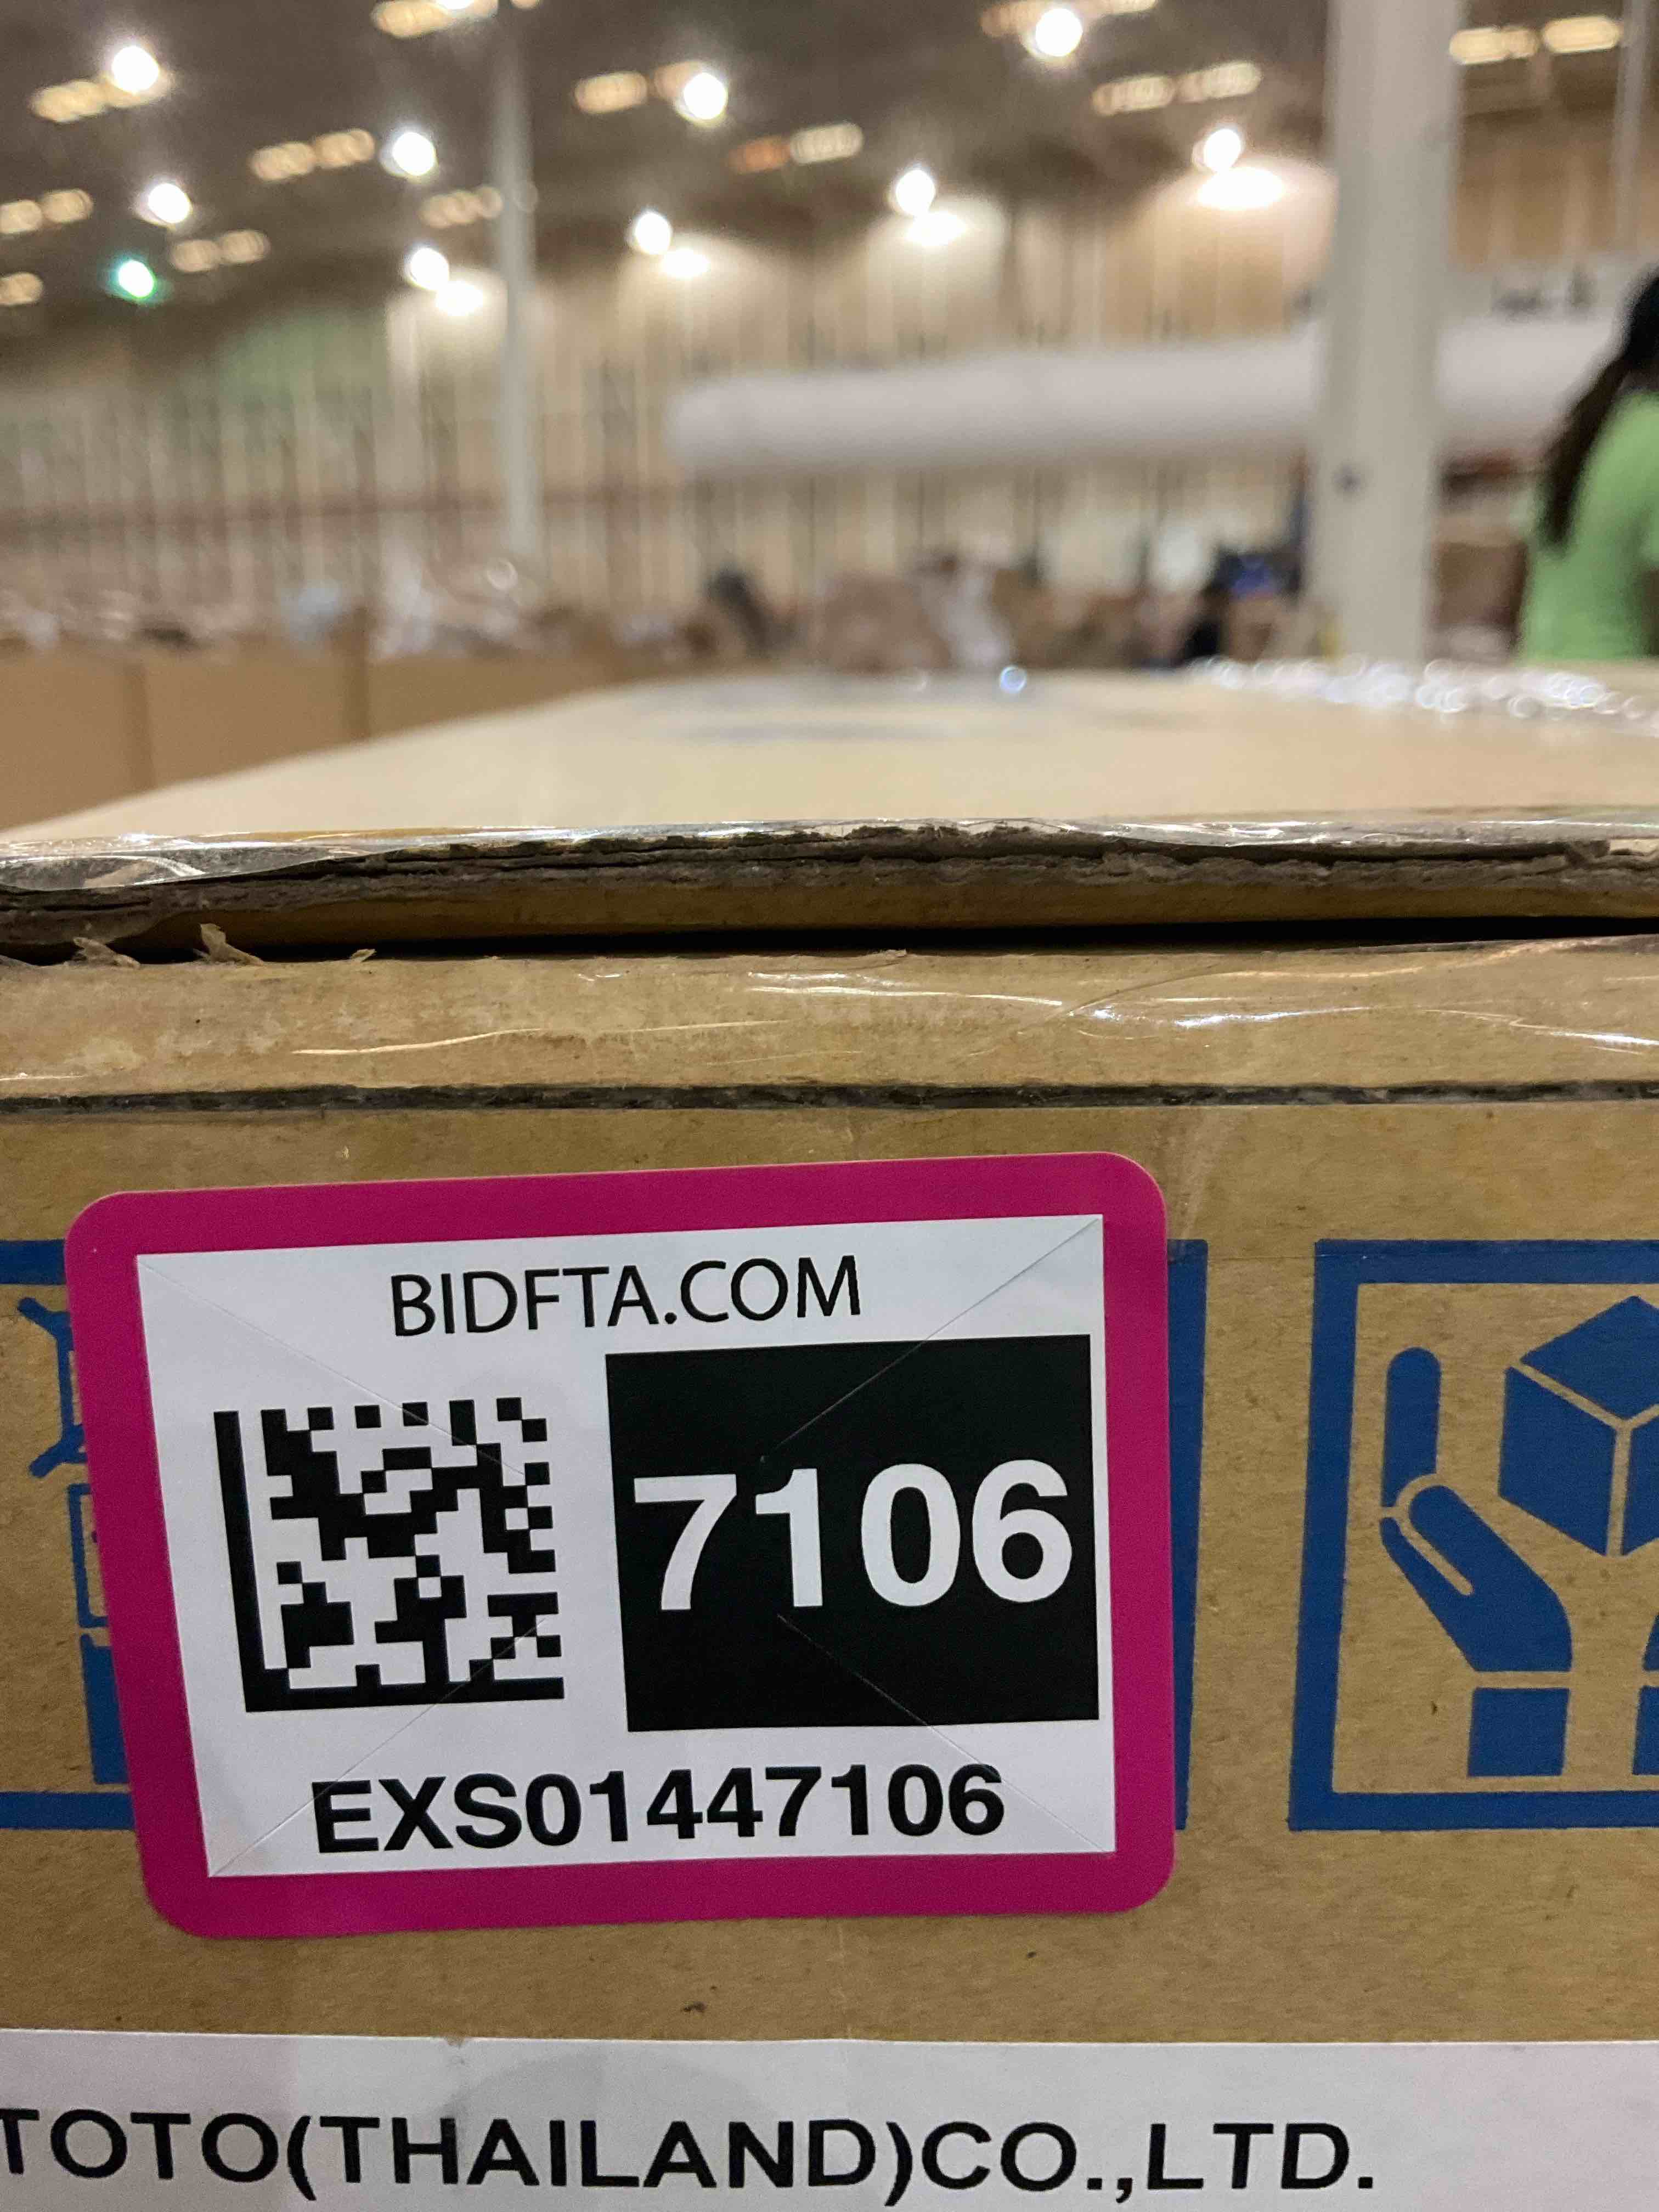 BIDFTA.COM
7106
EXS01447106
TOTO(THAILAND)CO.,LTD.